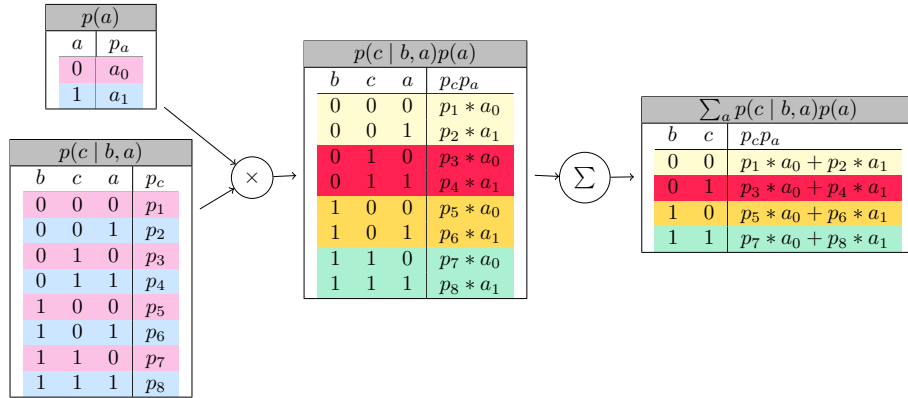 p(a)
a p_a
0 a_0
1 a_1
p(c | b, a)
b c a p_c
0 0 0 p_1
0 0 1 p_2
0 1 0 p_3
0 1 1 p_4
1 0 0 p_5
1 0 1 p_6
1 1 0 p_7
1 1 1 p_8
×
p(c | b, a)p(a)
b c a p_c p_a
0 0 0 p_1 * a_0
0 0 1 p_2 * a_1
0 1 0 p_3 * a_0
0 1 1 p_4 * a_1
1 0 0 p_5 * a_0
1 0 1 p_6 * a_1
1 1 0 p_7 * a_0
1 1 1 p_8 * a_1
∑
∑_a p(c | b, a)p(a)
b c p_c p_a
0 0 p_1 * a_0 + p_2 * a_1
0 1 p_3 * a_0 + p_4 * a_1
1 0 p_5 * a_0 + p_6 * a_1
1 1 p_7 * a_0 + p_8 * a_1